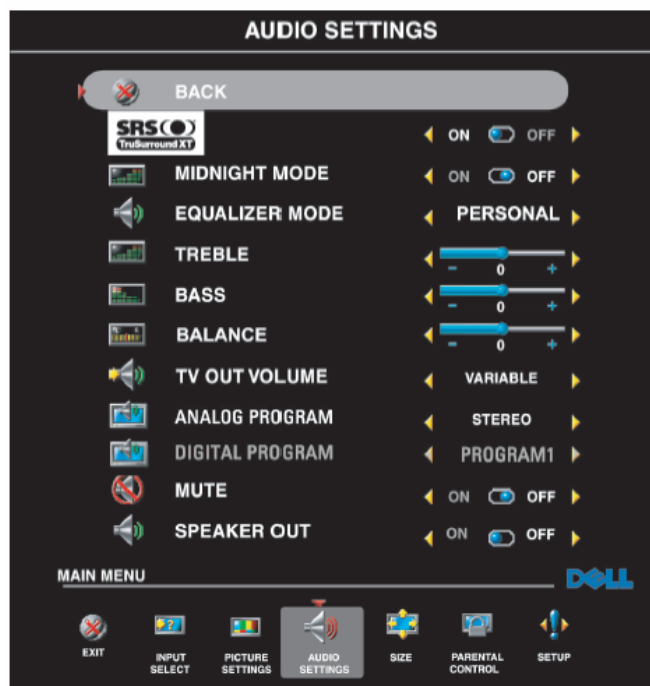 AUDIO SETTINGS
BACK
SRS(●)
TruSurround XT
ON OFF
MIDNIGHT MODE ON OFF
EQUALIZER MODE PERSONAL
TREBLE
- 0 +
BASS
- 0 +
BALANCE
- 0 +
TV OUT VOLUME VARIABLE
ANALOG PROGRAM STEREO
DIGITAL PROGRAM PROGRAM1
MUTE ON OFF
SPEAKER OUT ON OFF
MAIN MENU
DELL
EXIT
INPUT
SELECT
PICTURE
SETTINGS
AUDIO
SETTINGS
SIZE
PARENTAL
CONTROL
SETUP